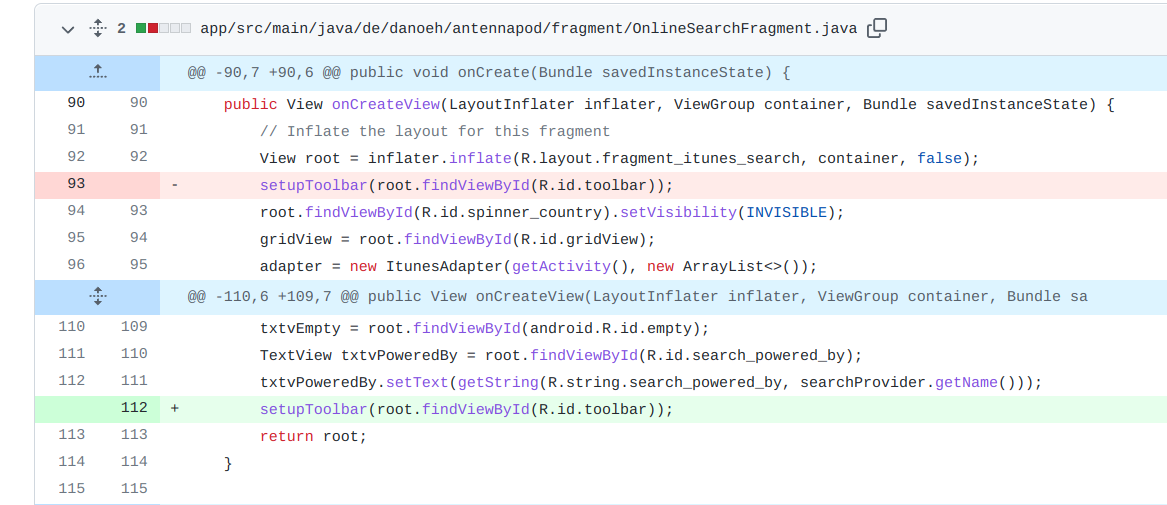 2 app/src/main/java/de/danoeh/antennapod/fragment/OnlineSearchFragment.java
@@ -90,7 +90,6 @@ public void onCreate(Bundle savedInstanceState) {
90 90 public View onCreateView(LayoutInflater inflater, ViewGroup container, Bundle savedInstanceState) {
91 91 // Inflate the layout for this fragment
92 92 View root = inflater.inflate(R.layout.fragment_itunes_search, container, false);
93 - setupToolbar(root.findViewById(R.id.toolbar));
94 93 root.findViewById(R.id.spinner_country).setVisibility(INVISIBLE);
95 94 gridView = root.findViewById(R.id.gridView);
96 95 adapter = new ItunesAdapter(getActivity(), new ArrayList<>());
@@ -110,6 +109,7 @@ public View onCreateView(LayoutInflater inflater, ViewGroup container, Bundle sa
110 109 txtvEmpty = root.findViewById(android.R.id.empty);
111 110 TextView txtvPoweredBy = root.findViewById(R.id.search_powered_by);
112 111 txtvPoweredBy.setText(getString(R.string.search_powered_by, searchProvider.getName()));
112 + setupToolbar(root.findViewById(R.id.toolbar));
113 113 return root;
114 114 }
115 115